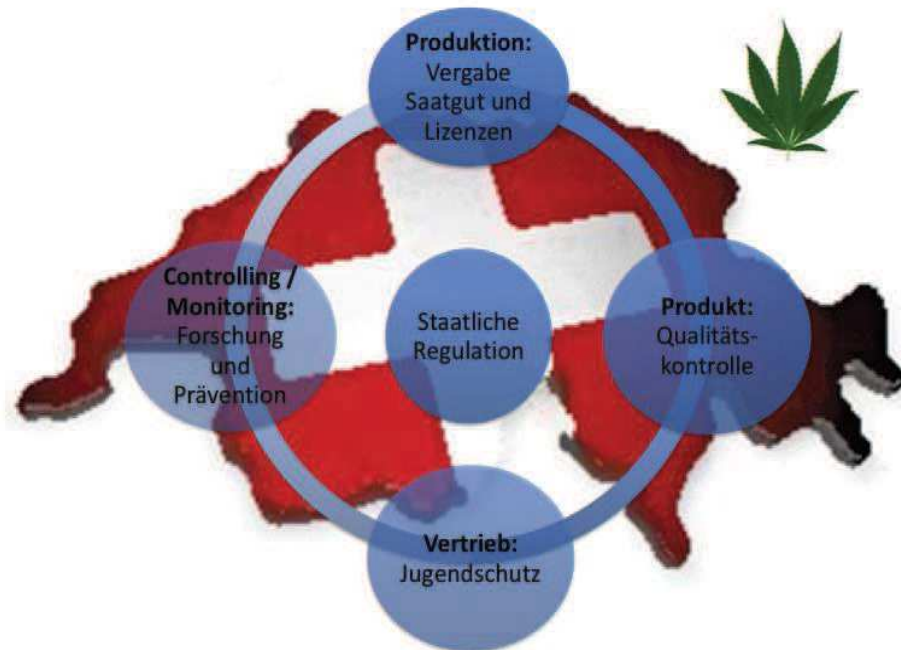 Produktion:
Vergabe
Saatgut und
Lizenzen
Controlling /
Monitoring:
Forschung
und
Prävention
Staatliche
Regulation
Produkt:
Qualitäts-
kontrolle
Vertrieb:
Jugendschutz